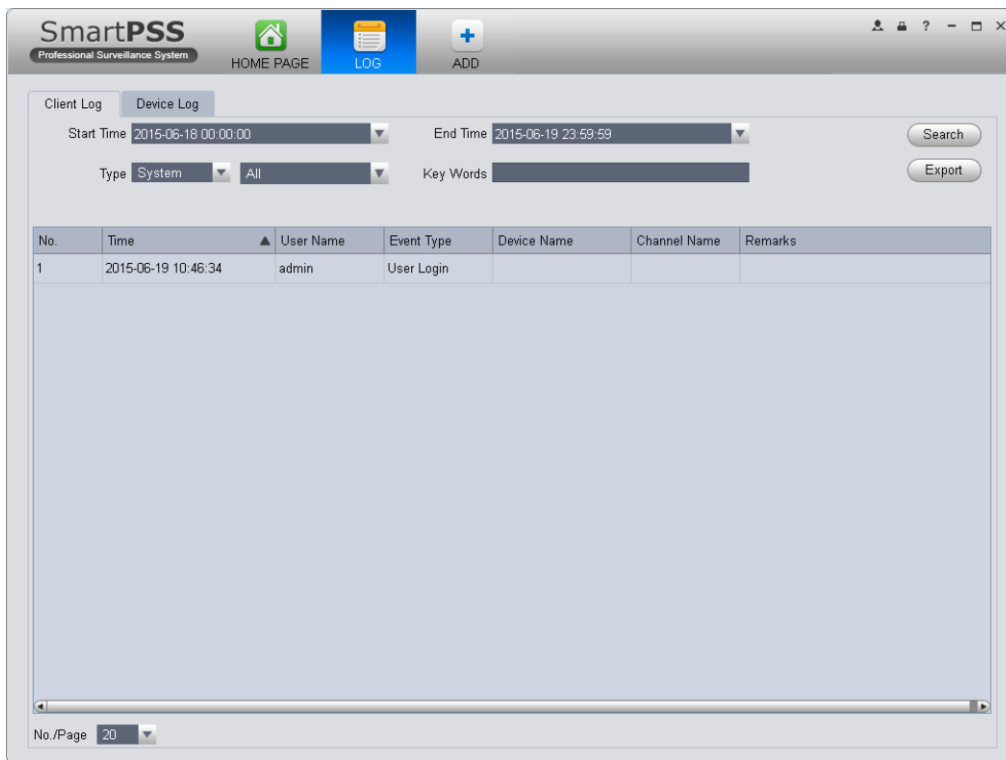 SmartPSS
Professional Surveillance System
HOME PAGE LOG ADD
?
Client Log Device Log
Start Time 2015-06-18 00:00:00 End Time 2015-06-19 23:59:59 Search
Type System All Key Words Export
No. Time User Name Event Type Device Name Channel Name Remarks
1 2015-06-19 10:46:34 admin User Login
No./Page 20